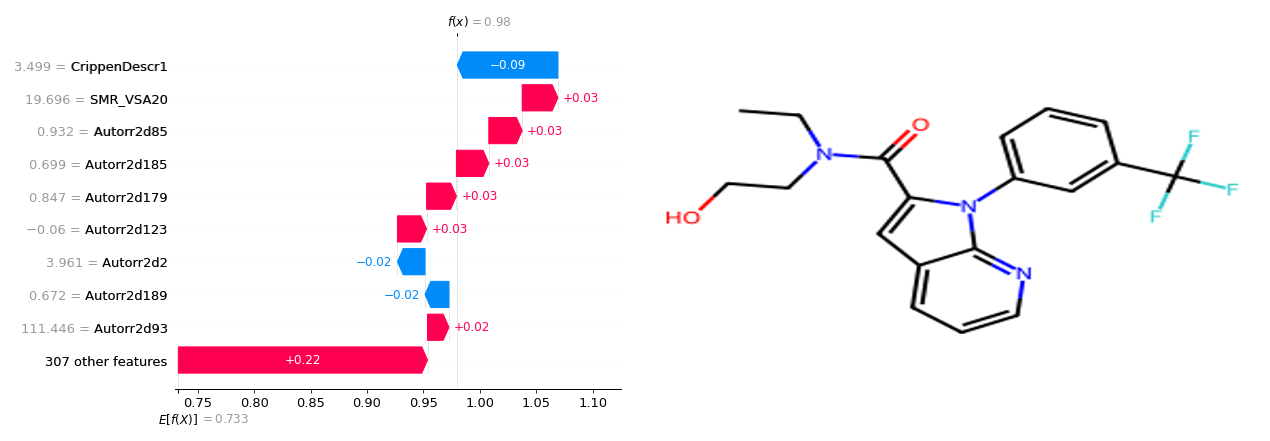 f(x) = 0.98
3.499 = CrippenDescr1 −0.09
19.696 = SMR_VSA20 +0.03
0.932 = Autorr2d85 +0.03
0.699 = Autorr2d185 +0.03
0.847 = Autorr2d179 +0.03
−0.06 = Autorr2d123 +0.03
3.961 = Autorr2d2 −0.02
0.672 = Autorr2d189 −0.02
111.446 = Autorr2d93 +0.02
307 other features +0.22
0.75 0.80 0.85 0.90 0.95 1.00 1.05 1.10
E[f(X)] = 0.733
O
N
HO
N
N
F
F
F